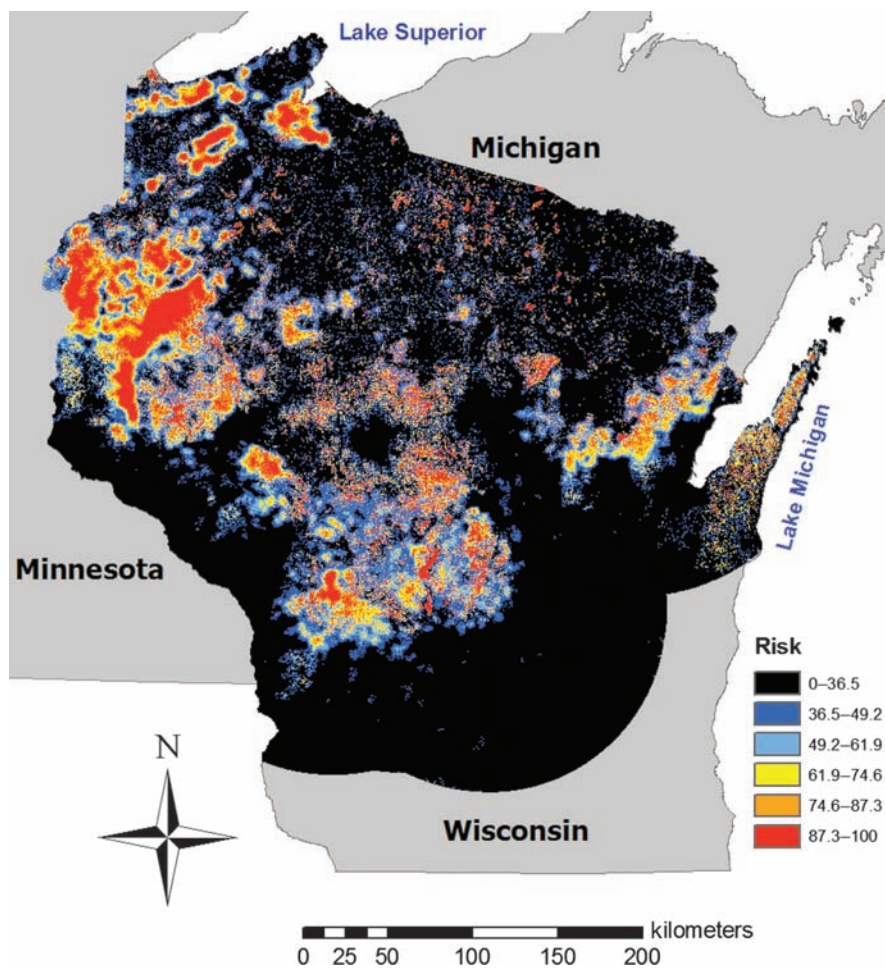 Lake Superior
Michigan
Lake Michigan
Minnesota
Risk
0–36.5
36.5–49.2
49.2–61.9
61.9–74.6
74.6–87.3
87.3–100
N
Wisconsin
kilometers
0 25 50 100 150 200